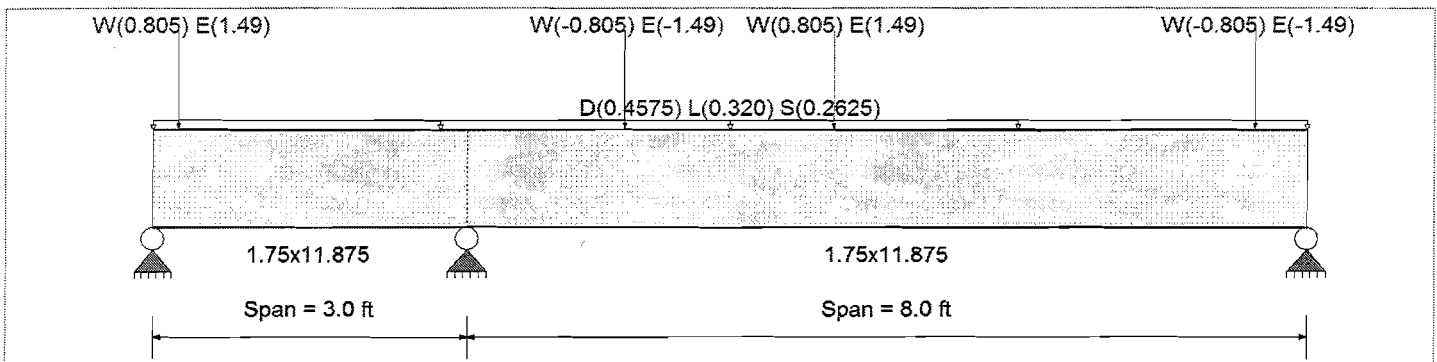 W(0.805) E(1.49) W(-0.805) E(-1.49) W(0.805) E(1.49) W(-0.805) E(-1.49)
D(0.4575) L(0.320) S(0.2625)
1.75x11.875 1.75x11.875
Span = 3.0 ft Span = 8.0 ft